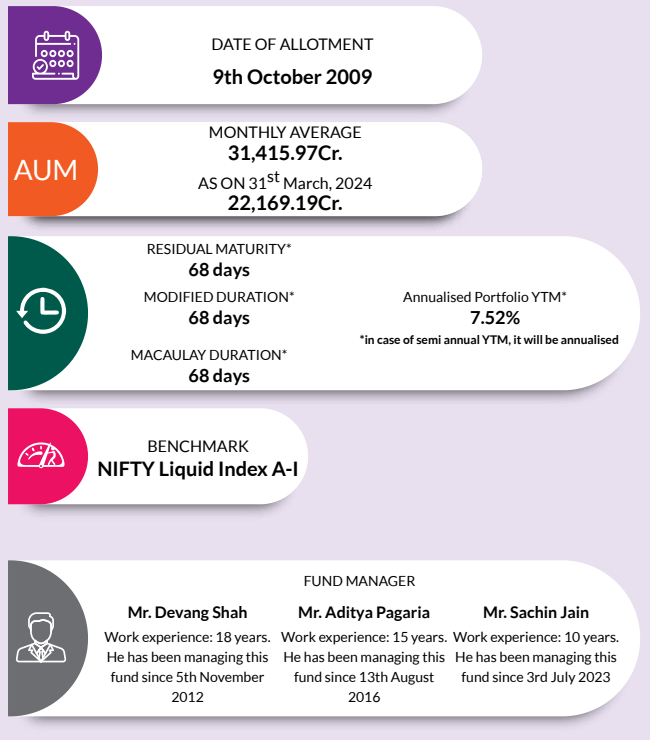 DATE OF ALLOTMENT
9th October 2009
AUM
MONTHLY AVERAGE
31,415.97Cr.
AS ON 31st March, 2024
22,169.19Cr.
RESIDUAL MATURITY*
68 days
MODIFIED DURATION*
68 days
MACAULAY DURATION*
68 days
Annualised Portfolio YTM*
7.52%
*in case of semi annual YTM, it will be annualised
BENCHMARK
NIFTY Liquid Index A-I
FUND MANAGER
Mr. Devang Shah
Work experience: 18 years.
He has been managing this
fund since 5th November
2012
Mr. Aditya Pagaria
Work experience: 15 years.
He has been managing this
fund since 13th August
2016
Mr. Sachin Jain
Work experience: 10 years.
He has been managing this
fund since 3rd July 2023